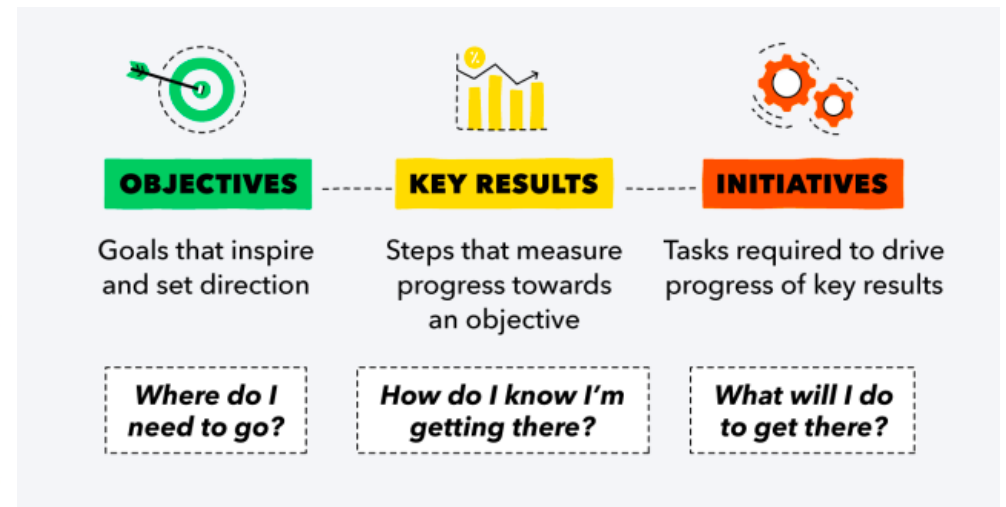 %
OBJECTIVES
KEY RESULTS
INITIATIVES
Goals that inspire
and set direction
Steps that measure
progress towards
an objective
Tasks required to drive
progress of key results
Where do I
need to go?
How do I know I'm
getting there?
What will I do
to get there?